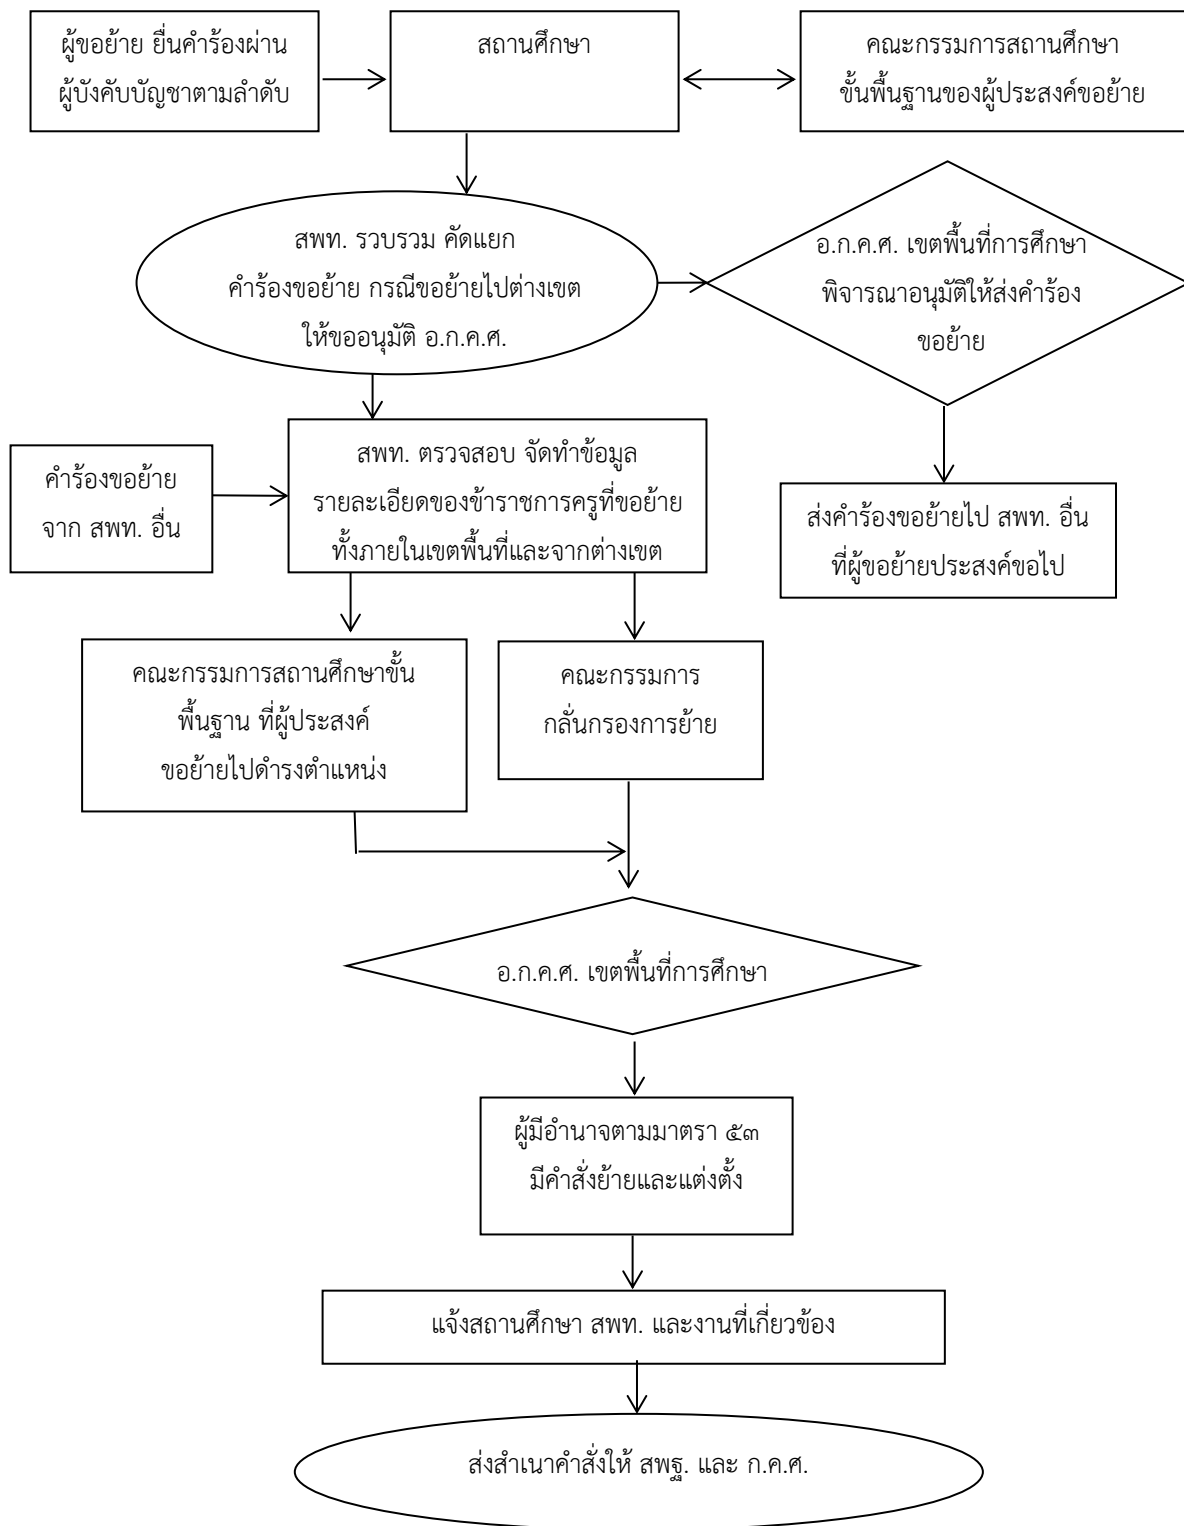 ผู้ขอย้าย ยื่นคำร้องผ่าน
ผู้บังคับบัญชาตามลำดับ
สถานศึกษา
คณะกรรมการสถานศึกษา
ขั้นพื้นฐานของผู้ประสงค์ขอย้าย
สพท. รวบรวม คัดแยก
คำร้องขอย้าย กรณีขอย้ายไปต่างเขต
ให้ขออนุมัติ อ.ก.ค.ศ.
อ.ก.ค.ศ. เขตพื้นที่การศึกษา
พิจารณาอนุมัติให้ส่งคำร้อง
ขอย้าย
คำร้องขอย้าย
จาก สพท. อื่น
สพท. ตรวจสอบ จัดทำข้อมูล
รายละเอียดของข้าราชการครูที่ขอย้าย
ทั้งภายในเขตพื้นที่และจากต่างเขต
ส่งคำร้องขอย้ายไป สพท. อื่น
ที่ผู้ขอย้ายประสงค์ขอไป
คณะกรรมการสถานศึกษาขั้น
พื้นฐาน ที่ผู้ประสงค์
ขอย้ายไปดำรงตำแหน่ง
คณะกรรมการ
กลั่นกรองการย้าย
อ.ก.ค.ศ. เขตพื้นที่การศึกษา
ผู้มีอำนาจตามมาตรา ๕๓
มีคำสั่งย้ายและแต่งตั้ง
แจ้งสถานศึกษา สพท. และงานที่เกี่ยวข้อง
ส่งสำเนาคำสั่งให้ สพฐ. และ ก.ค.ศ.